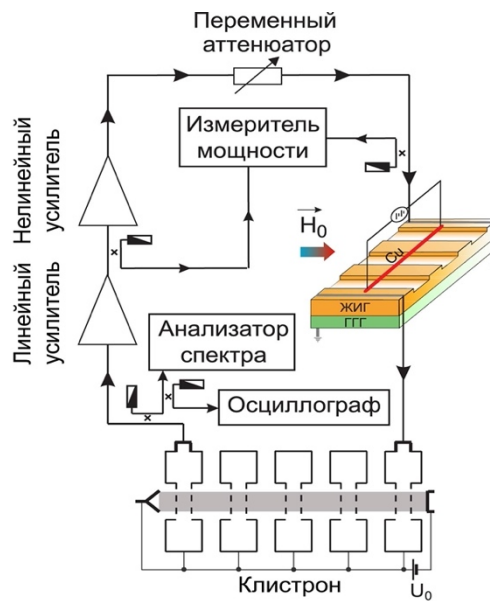 Переменный
аттенюатор
Измеритель
мощности
Нелинейный
усилитель
H₀
Cu
ЖИГ
ГГГ
Линейный
усилитель
Анализатор
спектра
Осциллограф
Клистрон
U₀